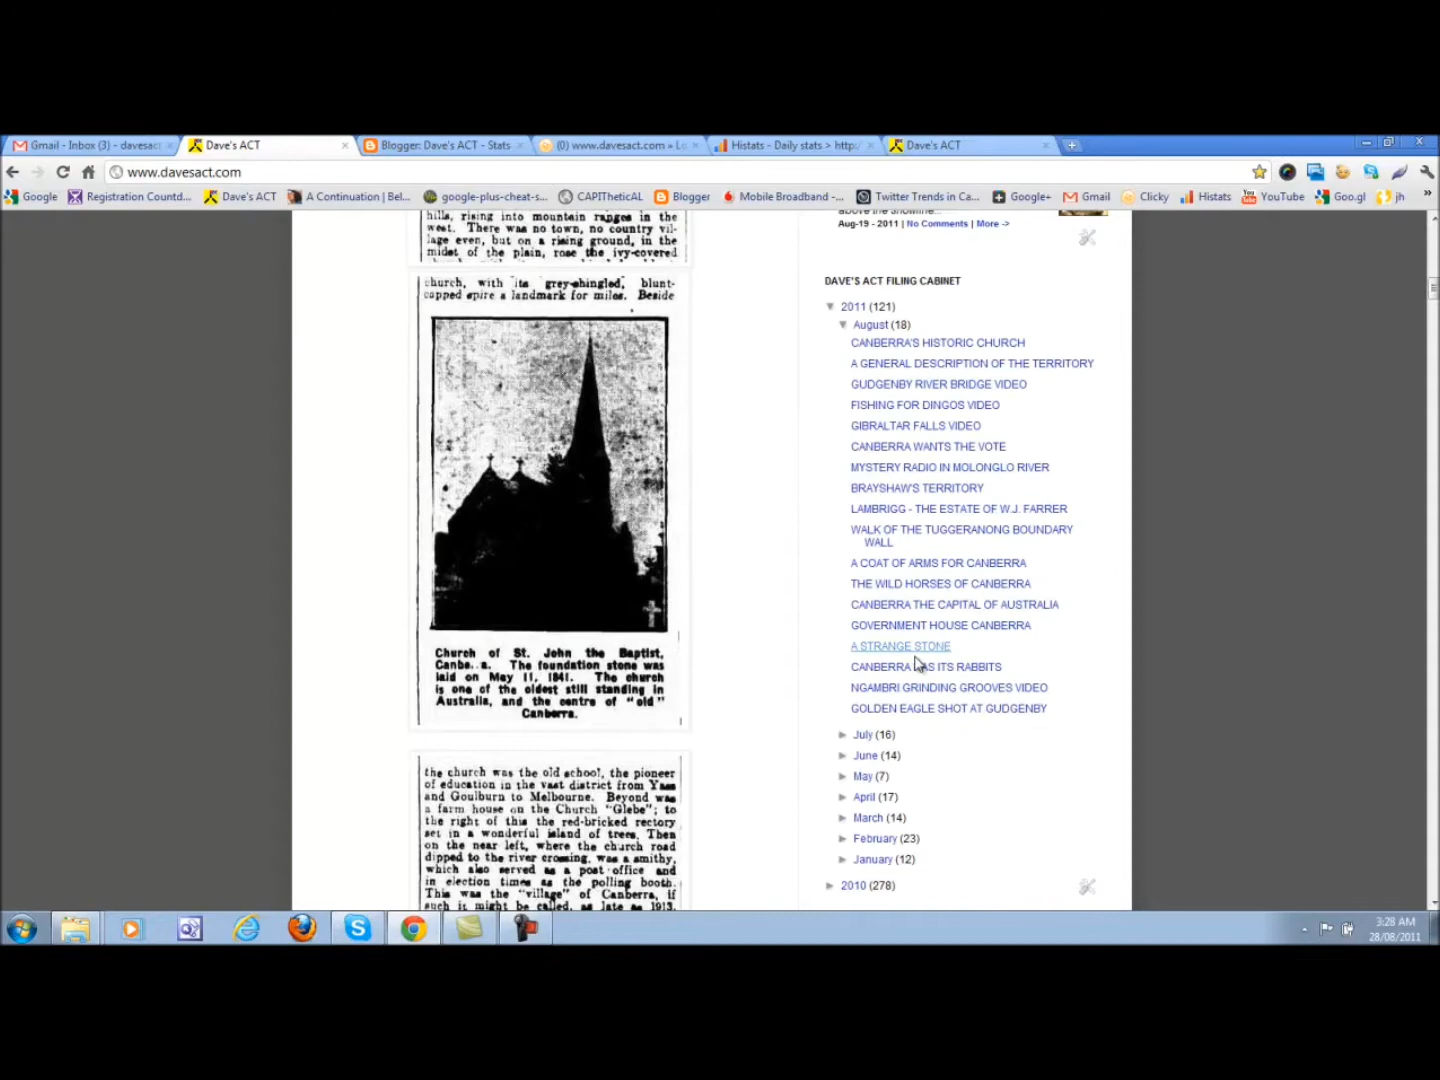 Gmail - Inbox (3) - davesact
Dave's ACT
Blogger: Dave's ACT - Stats
(0) www.davesact.com » Lo
Histats - Daily stats > http:/
Dave's ACT
www.davesact.com
Google
Registration Countd...
Dave's ACT
A Continuation | Bel...
google-plus-cheat-s...
CAPITheticAL
Blogger
Mobile Broadband -...
Twitter Trends in Ca...
Google+
Gmail
Clicky
Histats
YouTube
Goo.gl
jh
»
hills, rising into mountain ranges in the
west. There was no town, no country vil-
lage even, but on a rising ground, in the
midst of the plain, rose the ivy-covered
church, with its grey-shingled, blunt-
capped spire a landmark for miles. Beside
Church of St. John the Baptist,
Canbe..a. The foundation stone was
laid on May 11, 1841. The church
is one of the oldest still standing in
Australia, and the centre of "old"
Canberra.
the church was the old school, the pioneer
of education in the vast district from Yass
and Goulburn to Melbourne. Beyond was
a farm house on the Church "Glebe"; to
the right of this the red-bricked rectory
set in a wonderful island of trees. Then
on the near left, where the church road
dipped to the river crossing, was a smithy,
which also served as a post office and
in election times as the polling booth.
This was the "village" of Canberra, if
such it might be called, as late as 1913.
above the snowline...
Aug-19 - 2011 | No Comments | More ->
DAVE'S ACT FILING CABINET
2011 (121)
August (18)
CANBERRA'S HISTORIC CHURCH
A GENERAL DESCRIPTION OF THE TERRITORY
GUDGENBY RIVER BRIDGE VIDEO
FISHING FOR DINGOS VIDEO
GIBRALTAR FALLS VIDEO
CANBERRA WANTS THE VOTE
MYSTERY RADIO IN MOLONGLO RIVER
BRAYSHAW'S TERRITORY
LAMBRIGG - THE ESTATE OF W.J. FARRER
WALK OF THE TUGGERANONG BOUNDARY
WALL
A COAT OF ARMS FOR CANBERRA
THE WILD HORSES OF CANBERRA
CANBERRA THE CAPITAL OF AUSTRALIA
GOVERNMENT HOUSE CANBERRA
A STRANGE STONE
CANBERRA HAS ITS RABBITS
NGAMBRI GRINDING GROOVES VIDEO
GOLDEN EAGLE SHOT AT GUDGENBY
July (16)
June (14)
May (7)
April (17)
March (14)
February (23)
January (12)
2010 (278)
3:28 AM
28/08/2011